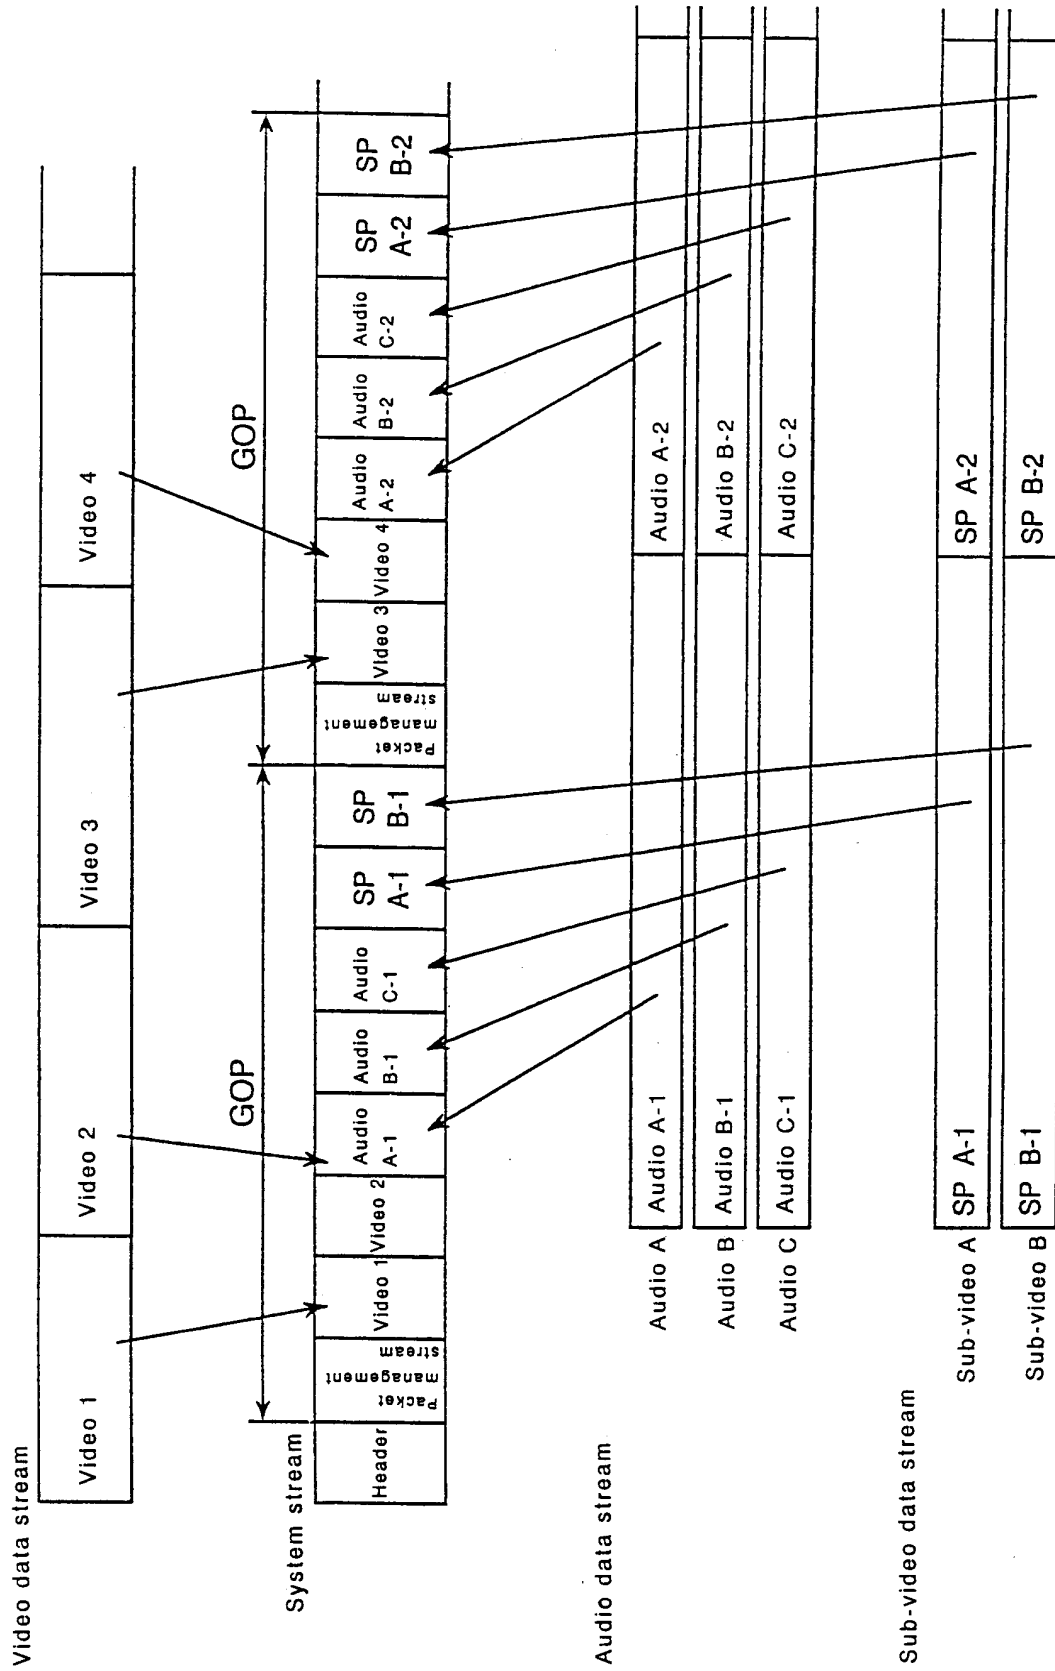 Video data stream
Video 1
Video 2
Video 3
Video 4
GOP
GOP
System stream
Header
Packet
management
stream
Video 1
Video 2
Audio
A-1
Audio
B-1
Audio
C-1
SP
A-1
SP
B-1
Packet
management
stream
Video 3
Video 4
Audio
A-2
Audio
B-2
Audio
C-2
SP
A-2
SP
B-2
Audio data stream
Audio A
Audio A-1
Audio A-2
Audio B
Audio B-1
Audio B-2
Audio C
Audio C-1
Audio C-2
Sub-video data stream
Sub-video A
SP A-1
SP A-2
Sub-video B
SP B-1
SP B-2